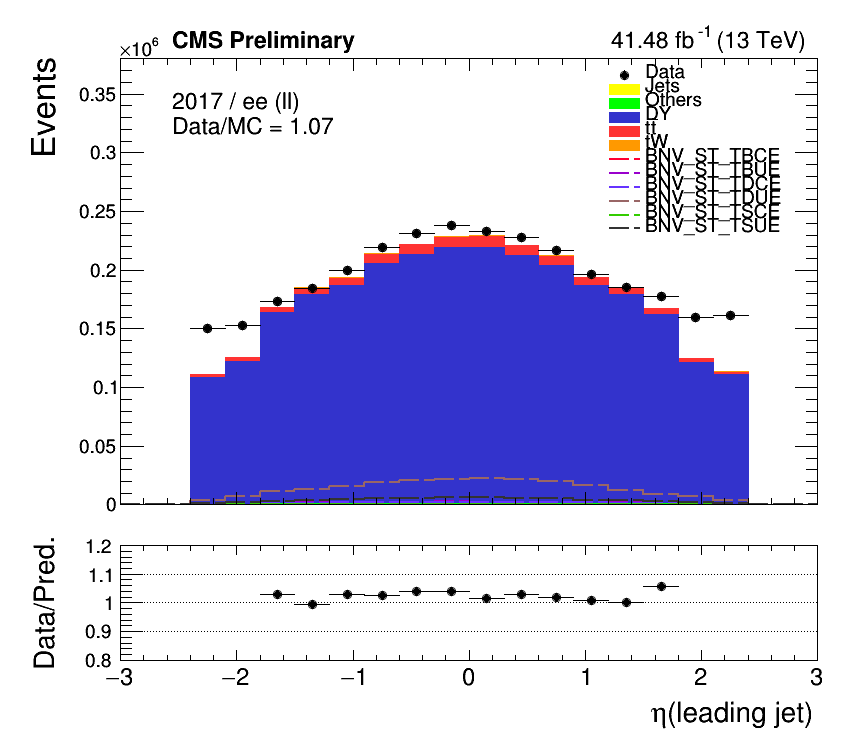 ×10⁶ CMS Preliminary 41.48 fb⁻¹ (13 TeV)
Events
2017 / ee (ll)
Data/MC = 1.07
Data
Jets
Others
DY
tt
tW
BNV_ST_TBCE
BNV_ST_TBUE
BNV_ST_TDCE
BNV_ST_TDUE
BNV_ST_TSCE
BNV_ST_TSUE
0.35
0.3
0.25
0.2
0.15
0.1
0.05
0
Data/Pred.
1.2
1.1
1
0.9
0.8
−3 −2 −1 0 1 2 3
η(leading jet)